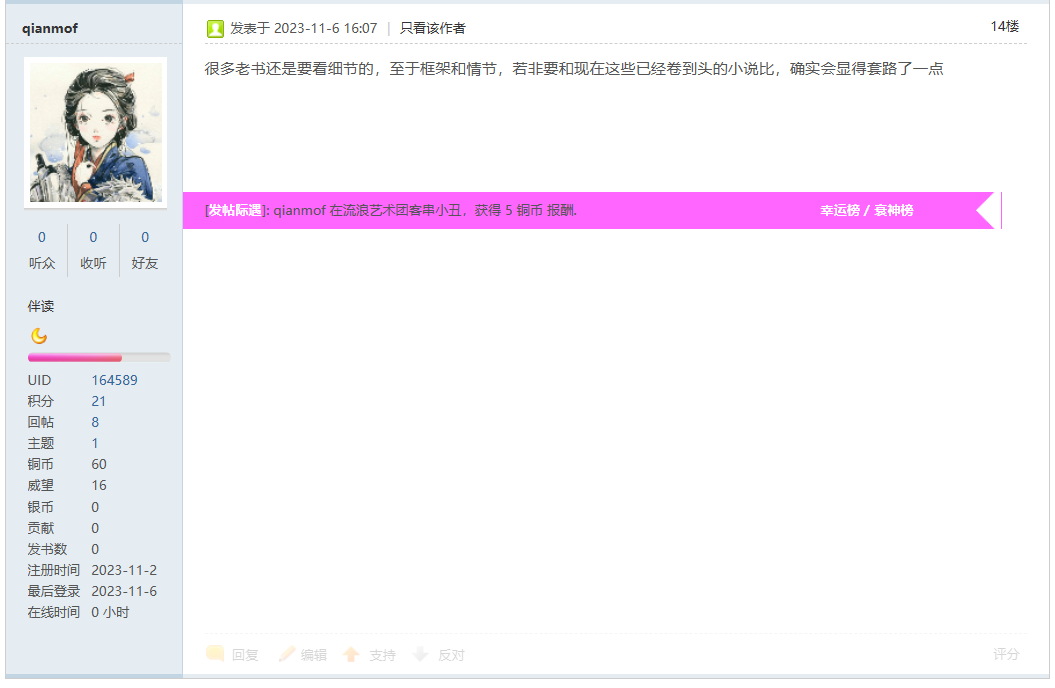 qianmof
发表于 2023-11-6 16:07 | 只看该作者 14楼
很多老书还是要看细节的，至于框架和情节，若非要和现在这些已经卷到头的小说比，确实会显得套路了一点
[发帖际遇]: qianmof 在流浪艺术团客串小丑，获得 5 铜币 报酬. 幸运榜 / 衰神榜
0 0 0
听众 收听 好友
伴读
UID 164589
积分 21
回帖 8
主题 1
铜币 60
威望 16
银币 0
贡献 0
发书数 0
注册时间 2023-11-2
最后登录 2023-11-6
在线时间 0 小时
回复 编辑 支持 反对 评分